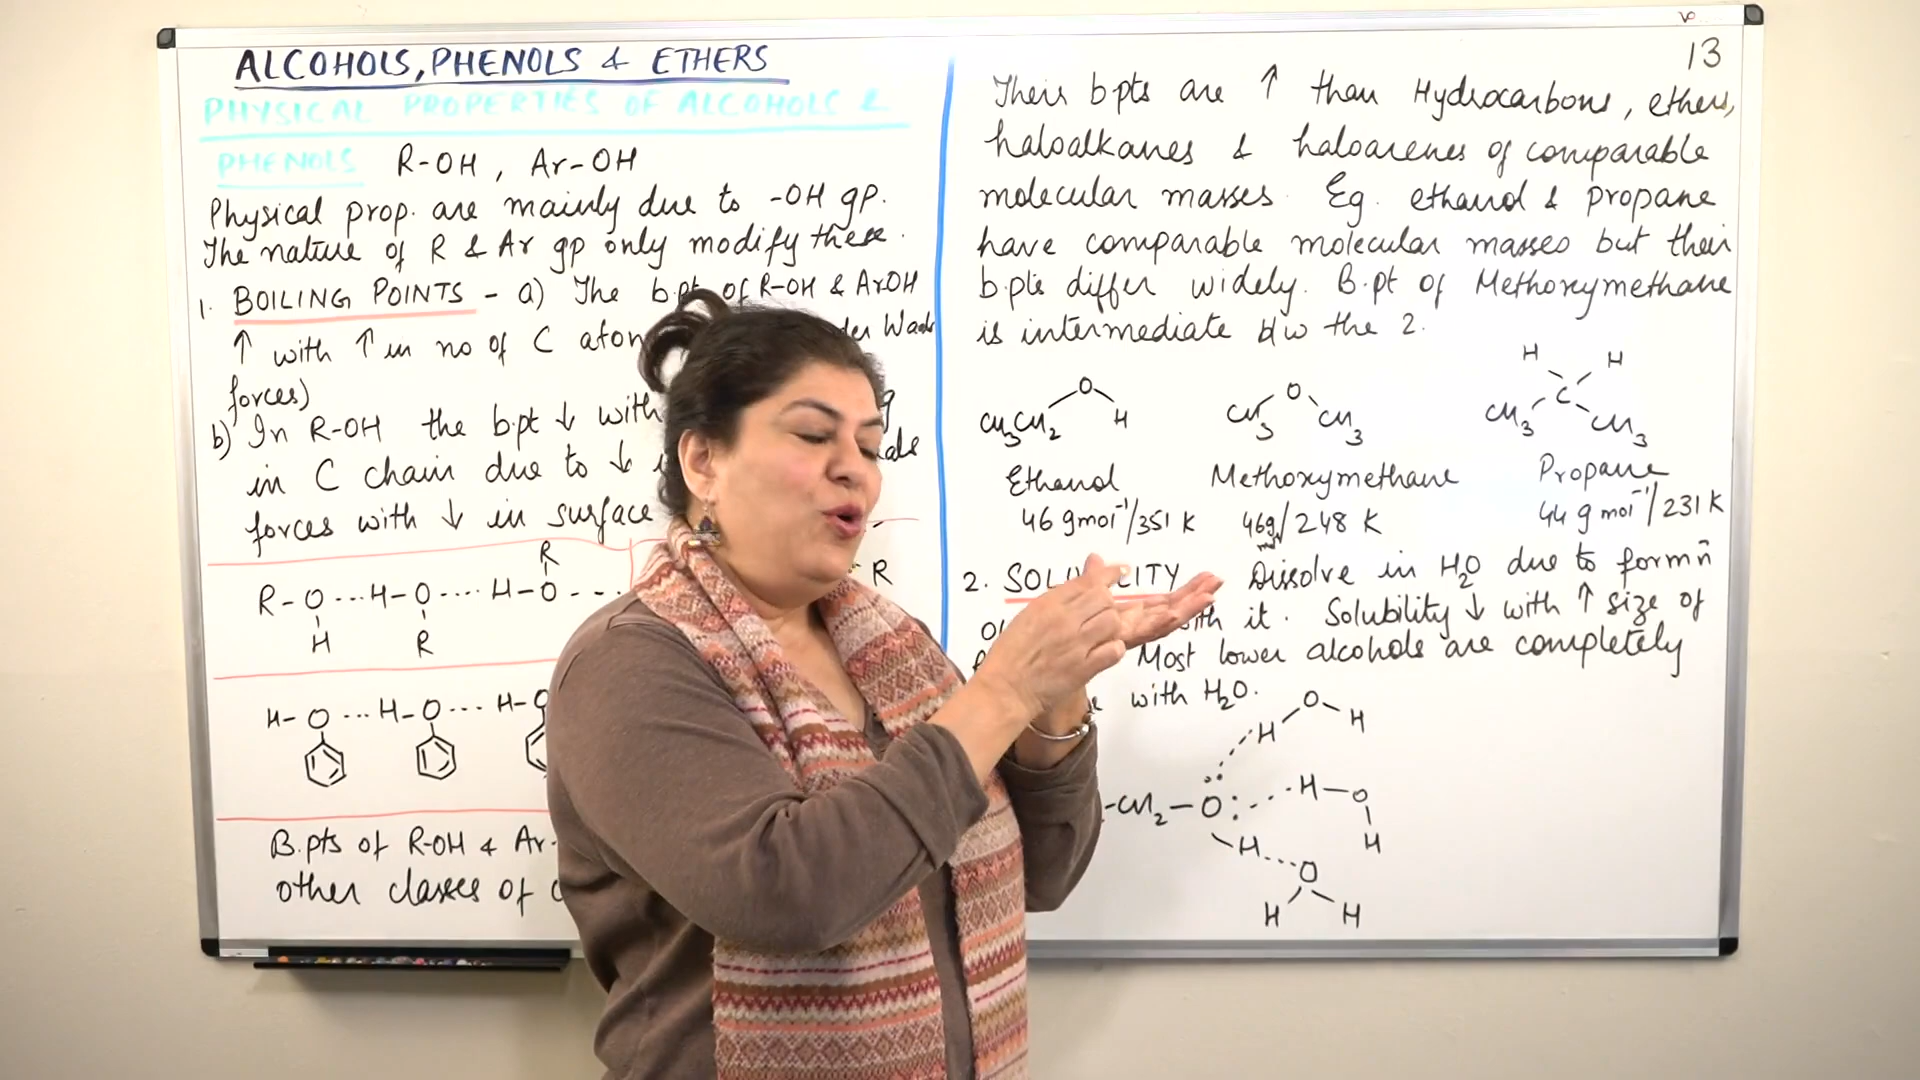 ALCOHOLS, PHENOLS & ETHERS
PHYSICAL PROPERTIES OF ALCOHOLS &
PHENOLS R-OH, Ar-OH
Physical prop. are mainly due to -OH gp.
The nature of R & Ar gp only modify these.
1. BOILING POINTS - a) The b.pt of R-OH & ArOH
↑ with ↑ in no of C Waals
forces)
b) In R-OH the b.pt ↓ with
in C chain due to ↓
forces with ↓ in surface
R
R-O...H-O....H-O---
R
H R
H-O...H-O...H-O
B.pts of R-OH & Ar-
other classes of
13
Their b pts are ↑ than Hydrocarbons, ethers,
haloalkanes & haloarenes of comparable
molecular masses. Eg. ethanol & propane
have comparable molecular masses but their
b.pts differ widely. B.pt of Methoxymethane
is intermediate b/w the 2.
H H
O O C
CH3CH2 H CH3 CH3 CH3 CH3
Ethanol Methoxymethane Propane
46 gmol⁻¹/351 K 46g/mol/248 K 44 g mol⁻¹/231 K
2. SOLUBILITY Dissolve in H2O due to formn̄
with it. Solubility ↓ with ↑ size of
Most lower alcohols are completely
with H2O.
O
H H
-CH2-O:...H-O
H
H...O
H H